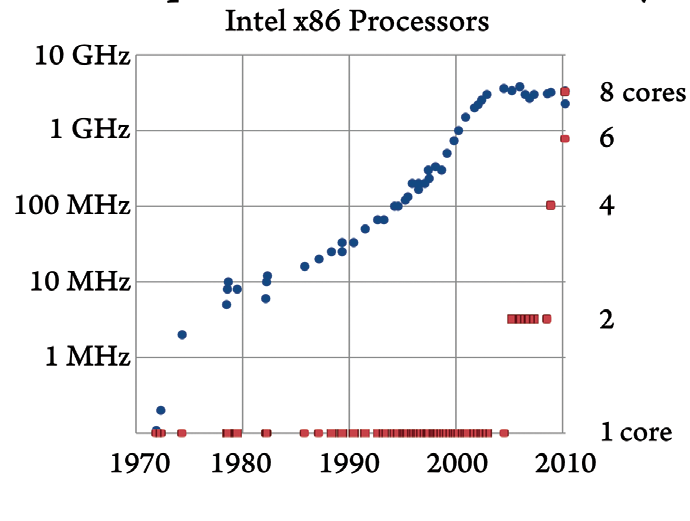 Intel x86 Processors
10 GHz
1 GHz
100 MHz
10 MHz
1 MHz
8 cores
6
4
2
1 core
1970 1980 1990 2000 2010